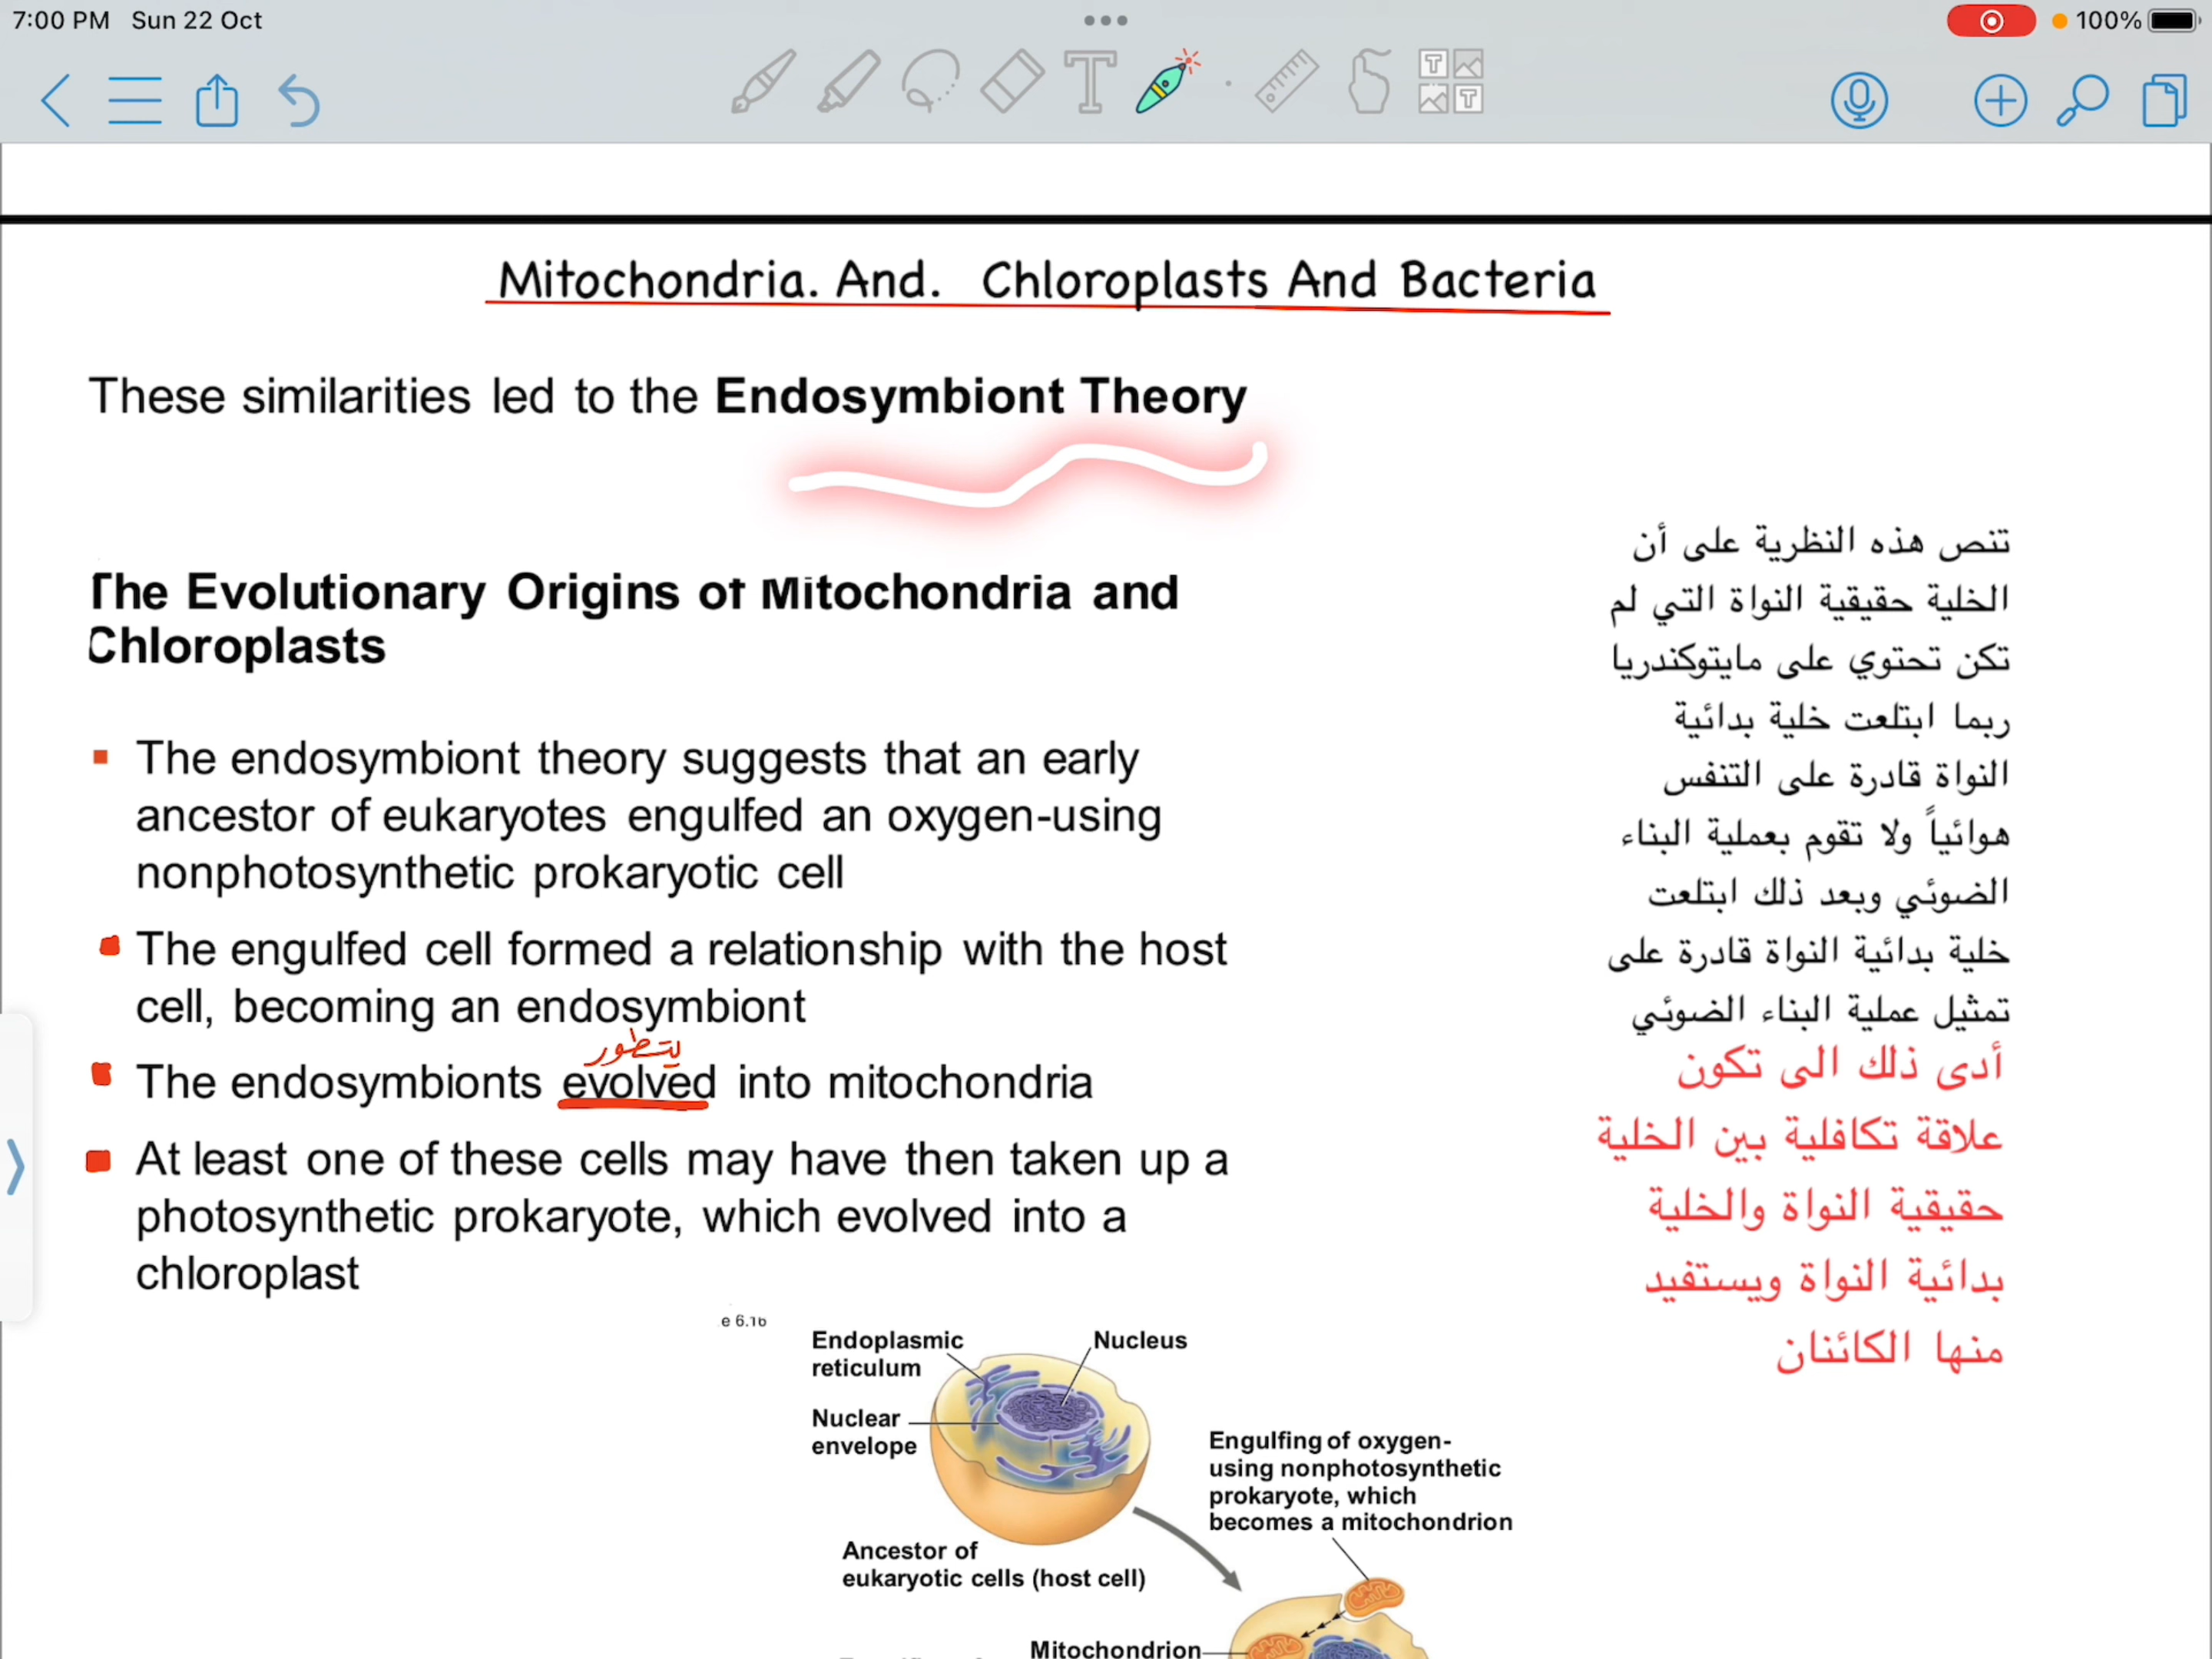 7:00 PM Sun 22 Oct
100%
Mitochondria. And. Chloroplasts And Bacteria
These similarities led to the Endosymbiont Theory
The Evolutionary Origins of Mitochondria and
Chloroplasts
The endosymbiont theory suggests that an early
ancestor of eukaryotes engulfed an oxygen-using
nonphotosynthetic prokaryotic cell
The engulfed cell formed a relationship with the host
cell, becoming an endosymbiont
يتطور
The endosymbionts evolved into mitochondria
At least one of these cells may have then taken up a
photosynthetic prokaryote, which evolved into a
chloroplast
تنص هذه النظرية على أن
الخلية حقيقية النواة التي لم
تكن تحتوي على مايتوكندريا
ربما ابتلعت خلية بدائية
النواة قادرة على التنفس
هوائياً ولا تقوم بعملية البناء
الضوئي وبعد ذلك ابتلعت
خلية بدائية النواة قادرة على
تمثيل عملية البناء الضوئي
أدى ذلك الى تكون
علاقة تكافلية بين الخلية
حقيقية النواة والخلية
بدائية النواة ويستفيد
منها الكائنان
e 6.16
Endoplasmic
reticulum
Nucleus
Nuclear
envelope
Engulfing of oxygen-
using nonphotosynthetic
prokaryote, which
becomes a mitochondrion
Ancestor of
eukaryotic cells (host cell)
Mitochondrion